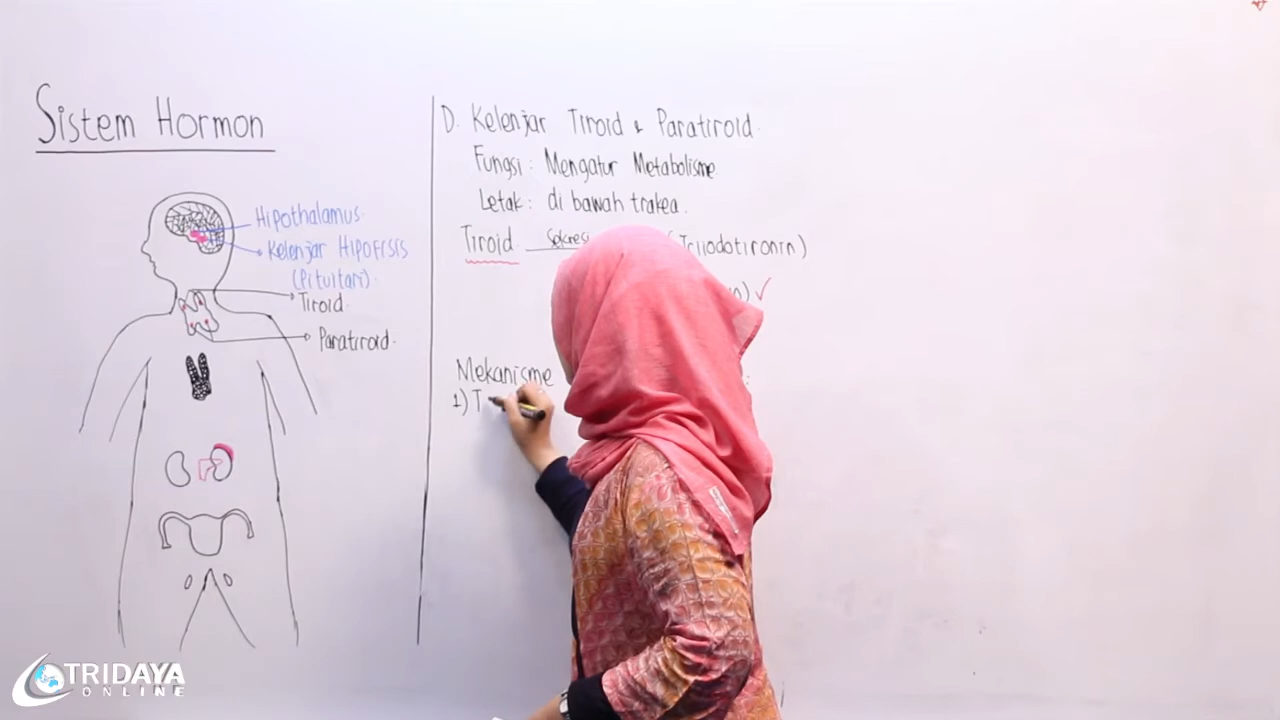 Sistem Hormon
Hipothalamus
Kelenjar Hipofisis
(Pituitari)
Tiroid
Paratiroid
D. Kelenjar Tiroid & Paratiroid
Fungsi : Mengatur Metabolisme
Letak : di bawah trakea.
Tiroid (Triiodotironin)
Mekanisme
1) T
TRIDAYA
ONLINE